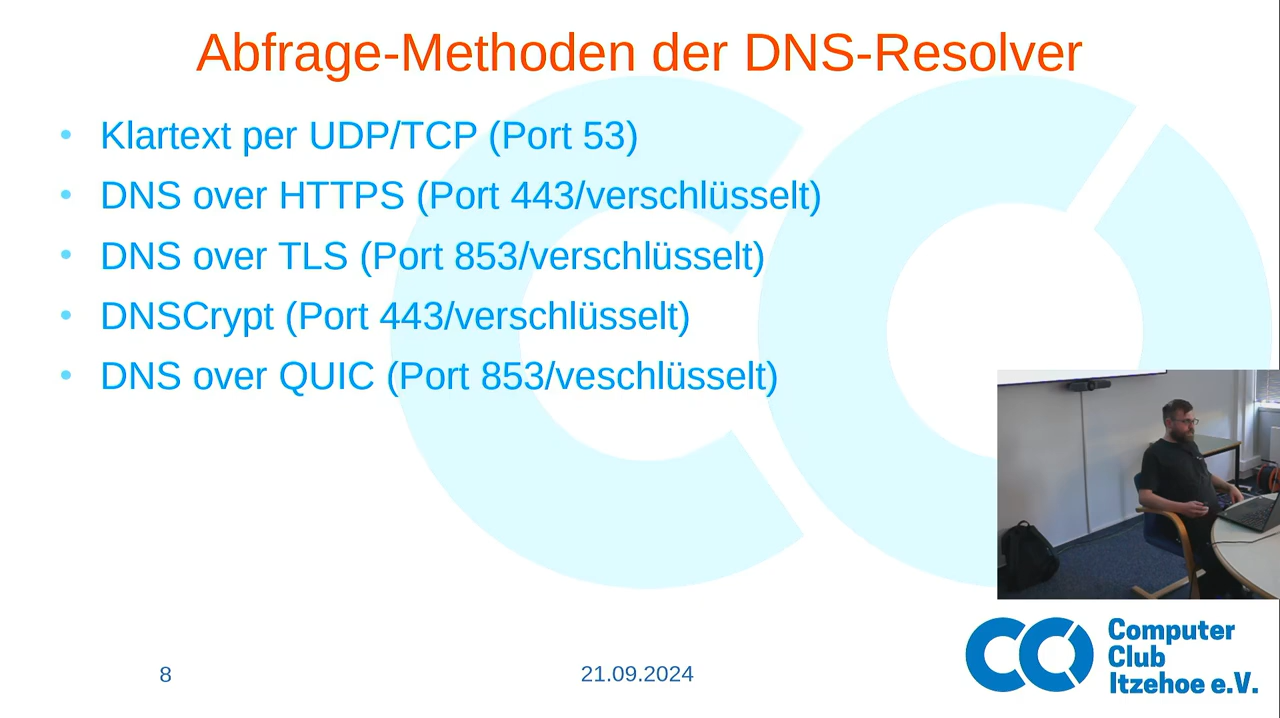 Abfrage-Methoden der DNS-Resolver
• Klartext per UDP/TCP (Port 53)
• DNS over HTTPS (Port 443/verschlüsselt)
• DNS over TLS (Port 853/verschlüsselt)
• DNSCrypt (Port 443/verschlüsselt)
• DNS over QUIC (Port 853/veschlüsselt)
8
21.09.2024
Computer
Club
Itzehoe e.V.